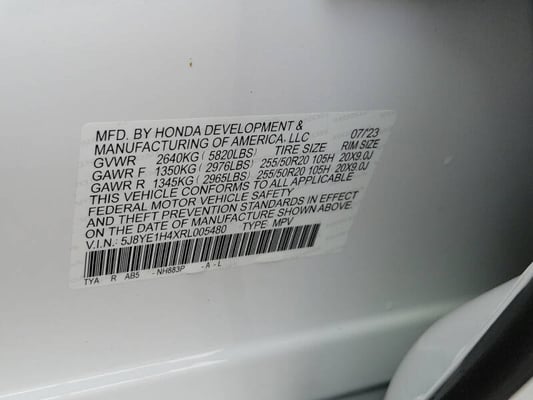 MFD. BY HONDA DEVELOPMENT &
MANUFACTURING OF AMERICA, LLC 07/'23
GVWR 2640KG ( 5820LBS) TIRE SIZE RIM SIZE
GAWR F 1350KG ( 2976LBS) 255/50R20 105H 20X9.0J
GAWR R 1345KG ( 2965LBS) 255/50R20 105H 20X9.0J
THIS VEHICLE CONFORMS TO ALL APPLICABLE
FEDERAL MOTOR VEHICLE SAFETY
AND THEFT PREVENTION STANDARDS IN EFFECT
ON THE DATE OF MANUFACTURE SHOWN ABOVE.
V.I.N.: 5J8YE1H4XRL005480 TYPE MPV
TYA R AB5 -NH883P -A-L